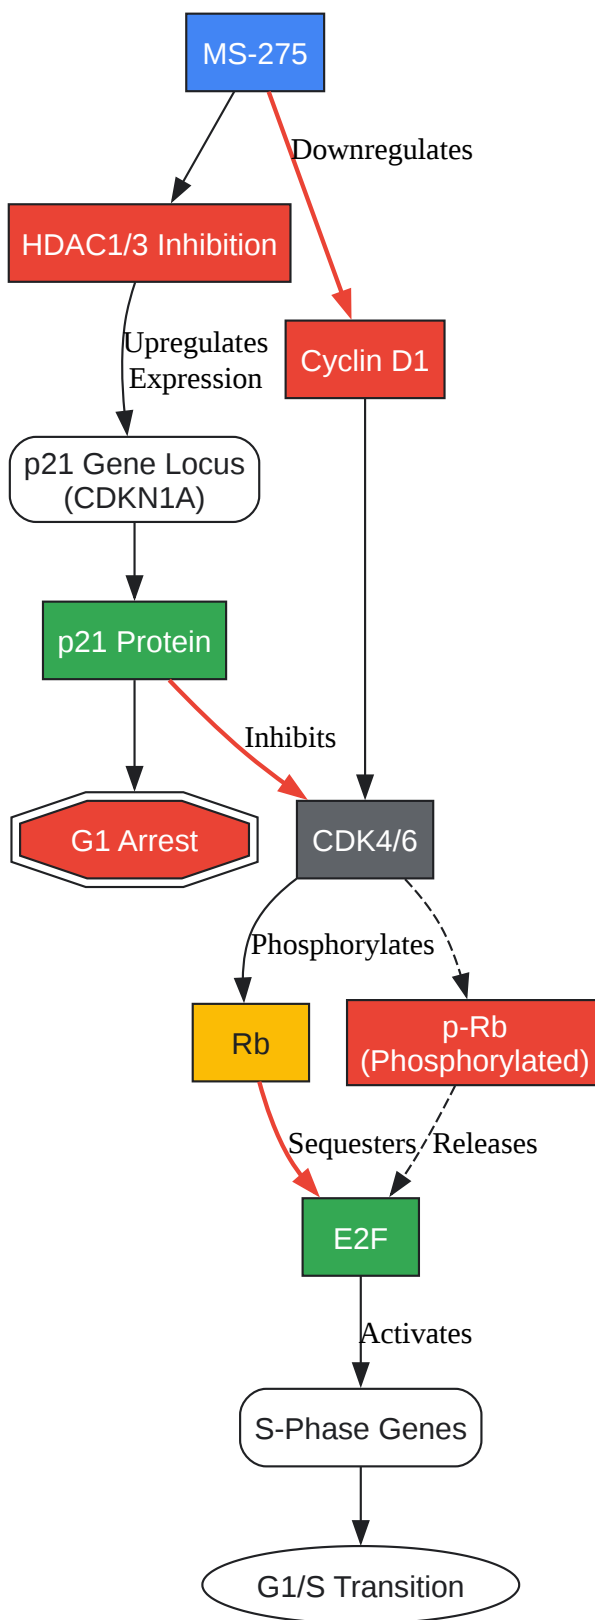 MS-275
Downregulates
HDAC1/3 Inhibition
Upregulates
Expression
Cyclin D1
p21 Gene Locus
(CDKN1A)
p21 Protein
Inhibits
G1 Arrest
CDK4/6
Phosphorylates
Rb
p-Rb
(Phosphorylated)
Sequesters
Releases
E2F
Activates
S-Phase Genes
G1/S Transition